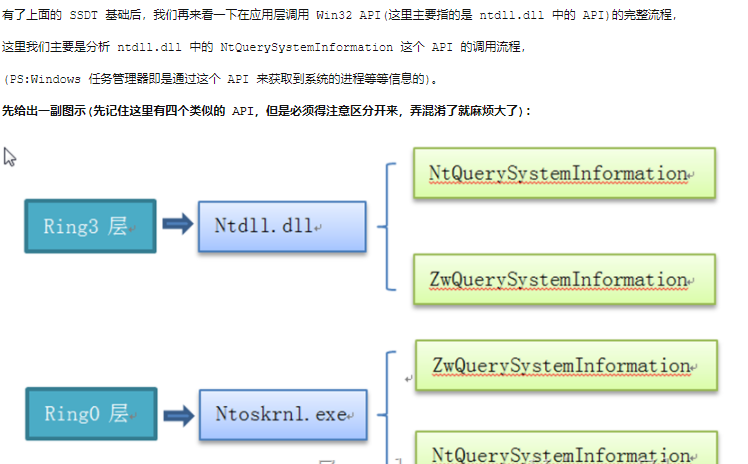 有了上面的 SSDT 基础后，我们再来看一下在应用层调用 Win32 API(这里主要指的是 ntdll.dll 中的 API)的完整流程，
这里我们主要是分析 ntdll.dll 中的 NtQuerySystemInformation 这个 API 的调用流程，
(PS:Windows 任务管理器即是通过这个 API 来获取到系统的进程等等信息的)。
先给出一副图示(先记住这里有四个类似的 API，但是必须得注意区分开来，弄混淆了就麻烦大了)：
NtQuerySystemInformation
Ring3 层
Ntdll.dll
ZwQuerySystemInformation
ZwQuerySystemInformation
Ring0 层
Ntoskrnl.exe
NtQuerySystemInformation